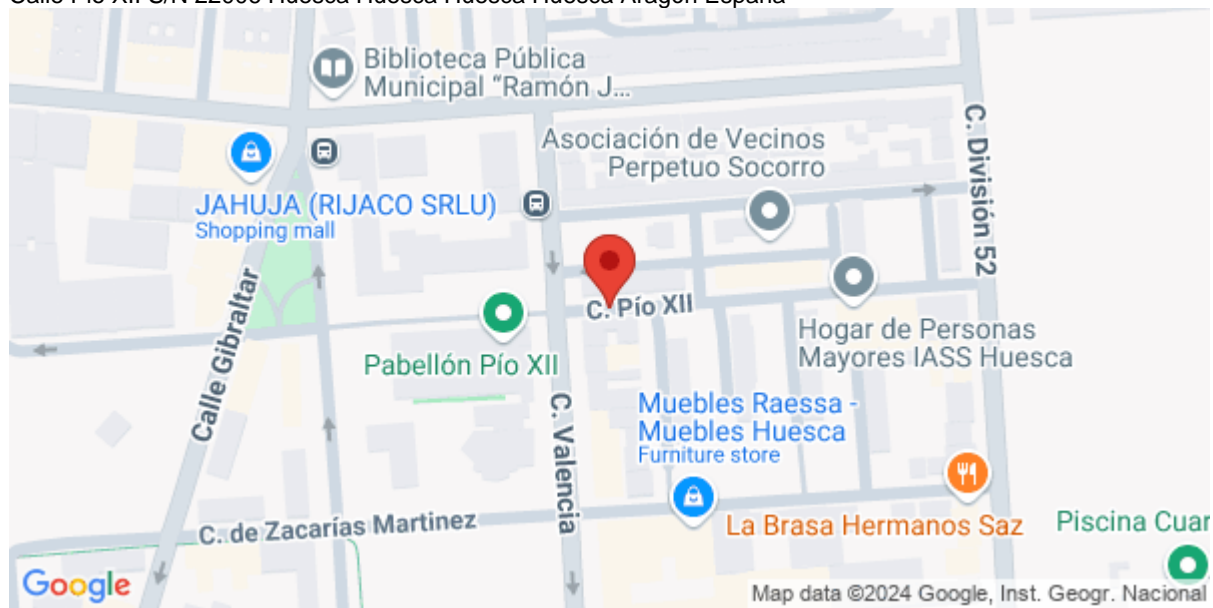 Biblioteca Pública
Municipal "Ramón J...
Asociación de Vecinos
Perpetuo Socorro
C. División 52
JAHUJA (RIJACO SRLU)
Shopping mall
Calle Gibraltar
C. Pío XII
Pabellón Pío XII
Hogar de Personas
Mayores IASS Huesca
C. Valencia
Muebles Raessa -
Muebles Huesca
Furniture store
C. de Zacarías Martinez
La Brasa Hermanos Saz
Piscina Cuar
Google
Map data ©2024 Google, Inst. Geogr. Nacional